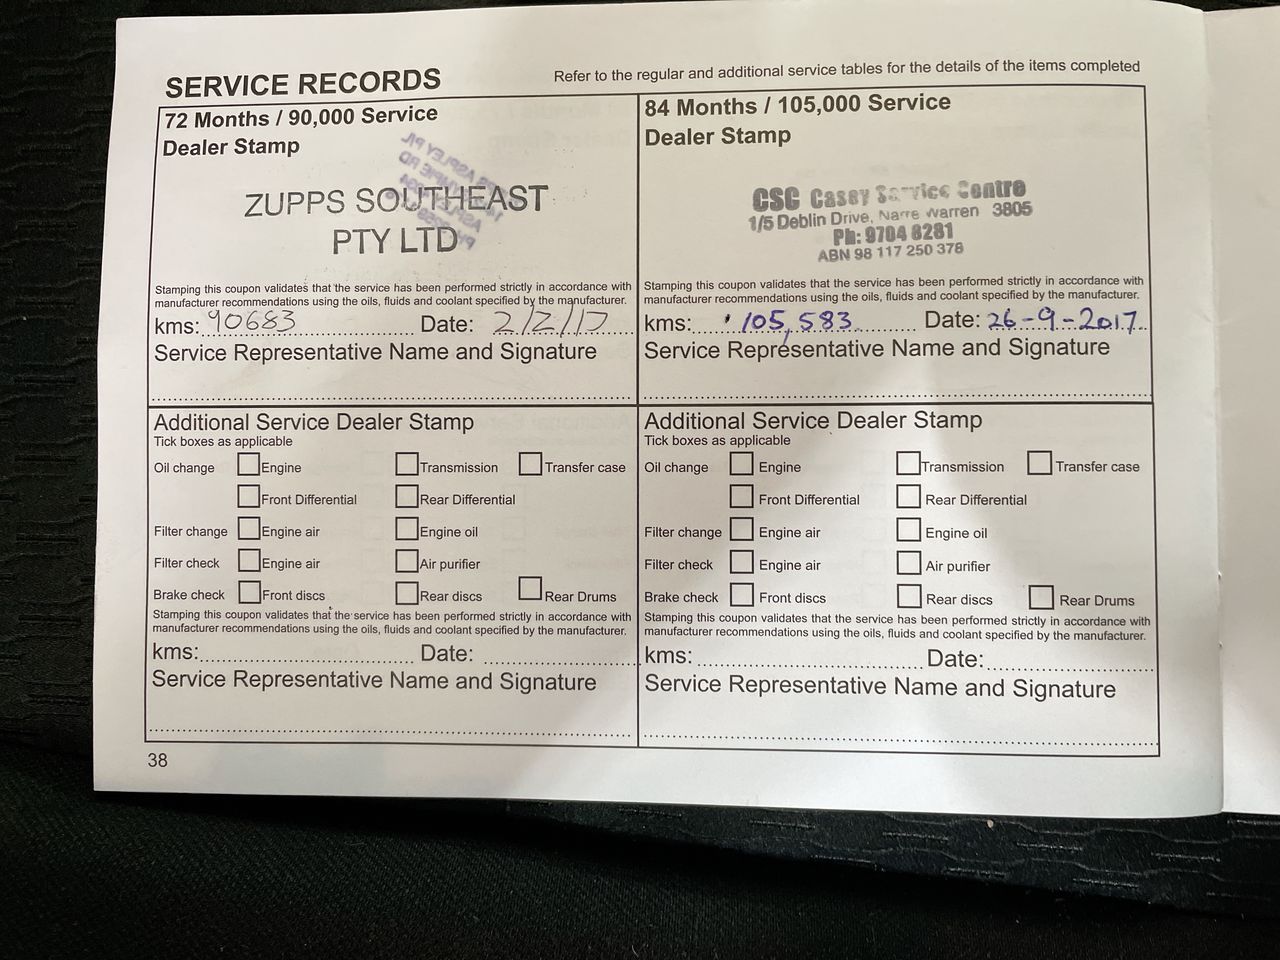 SERVICE RECORDS
Refer to the regular and additional service tables for the details of the items completed
72 Months / 90,000 Service
Dealer Stamp
ZUPPS SOUTHEAST
PTY LTD
Stamping this coupon validates that the service has been performed strictly in accordance with
manufacturer recommendations using the oils, fluids and coolant specified by the manufacturer.
kms: 90683 Date: 2/2/17
Service Representative Name and Signature
84 Months / 105,000 Service
Dealer Stamp
CSC Casey Service Centre
1/5 Deblin Drive, Narre Warren 3805
Ph: 9704 8281
ABN 98 117 250 378
Stamping this coupon validates that the service has been performed strictly in accordance with
manufacturer recommendations using the oils, fluids and coolant specified by the manufacturer.
kms: 105,583 Date: 26-9-2017
Service Representative Name and Signature
Additional Service Dealer Stamp
Tick boxes as applicable
Oil change Engine Transmission Transfer case
Front Differential Rear Differential
Filter change Engine air Engine oil
Filter check Engine air Air purifier
Brake check Front discs Rear discs Rear Drums
Stamping this coupon validates that the service has been performed strictly in accordance with
manufacturer recommendations using the oils, fluids and coolant specified by the manufacturer.
kms: Date:
Service Representative Name and Signature
Additional Service Dealer Stamp
Tick boxes as applicable
Oil change Engine Transmission Transfer case
Front Differential Rear Differential
Filter change Engine air Engine oil
Filter check Engine air Air purifier
Brake check Front discs Rear discs Rear Drums
Stamping this coupon validates that the service has been performed strictly in accordance with
manufacturer recommendations using the oils, fluids and coolant specified by the manufacturer.
kms: Date:
Service Representative Name and Signature
38